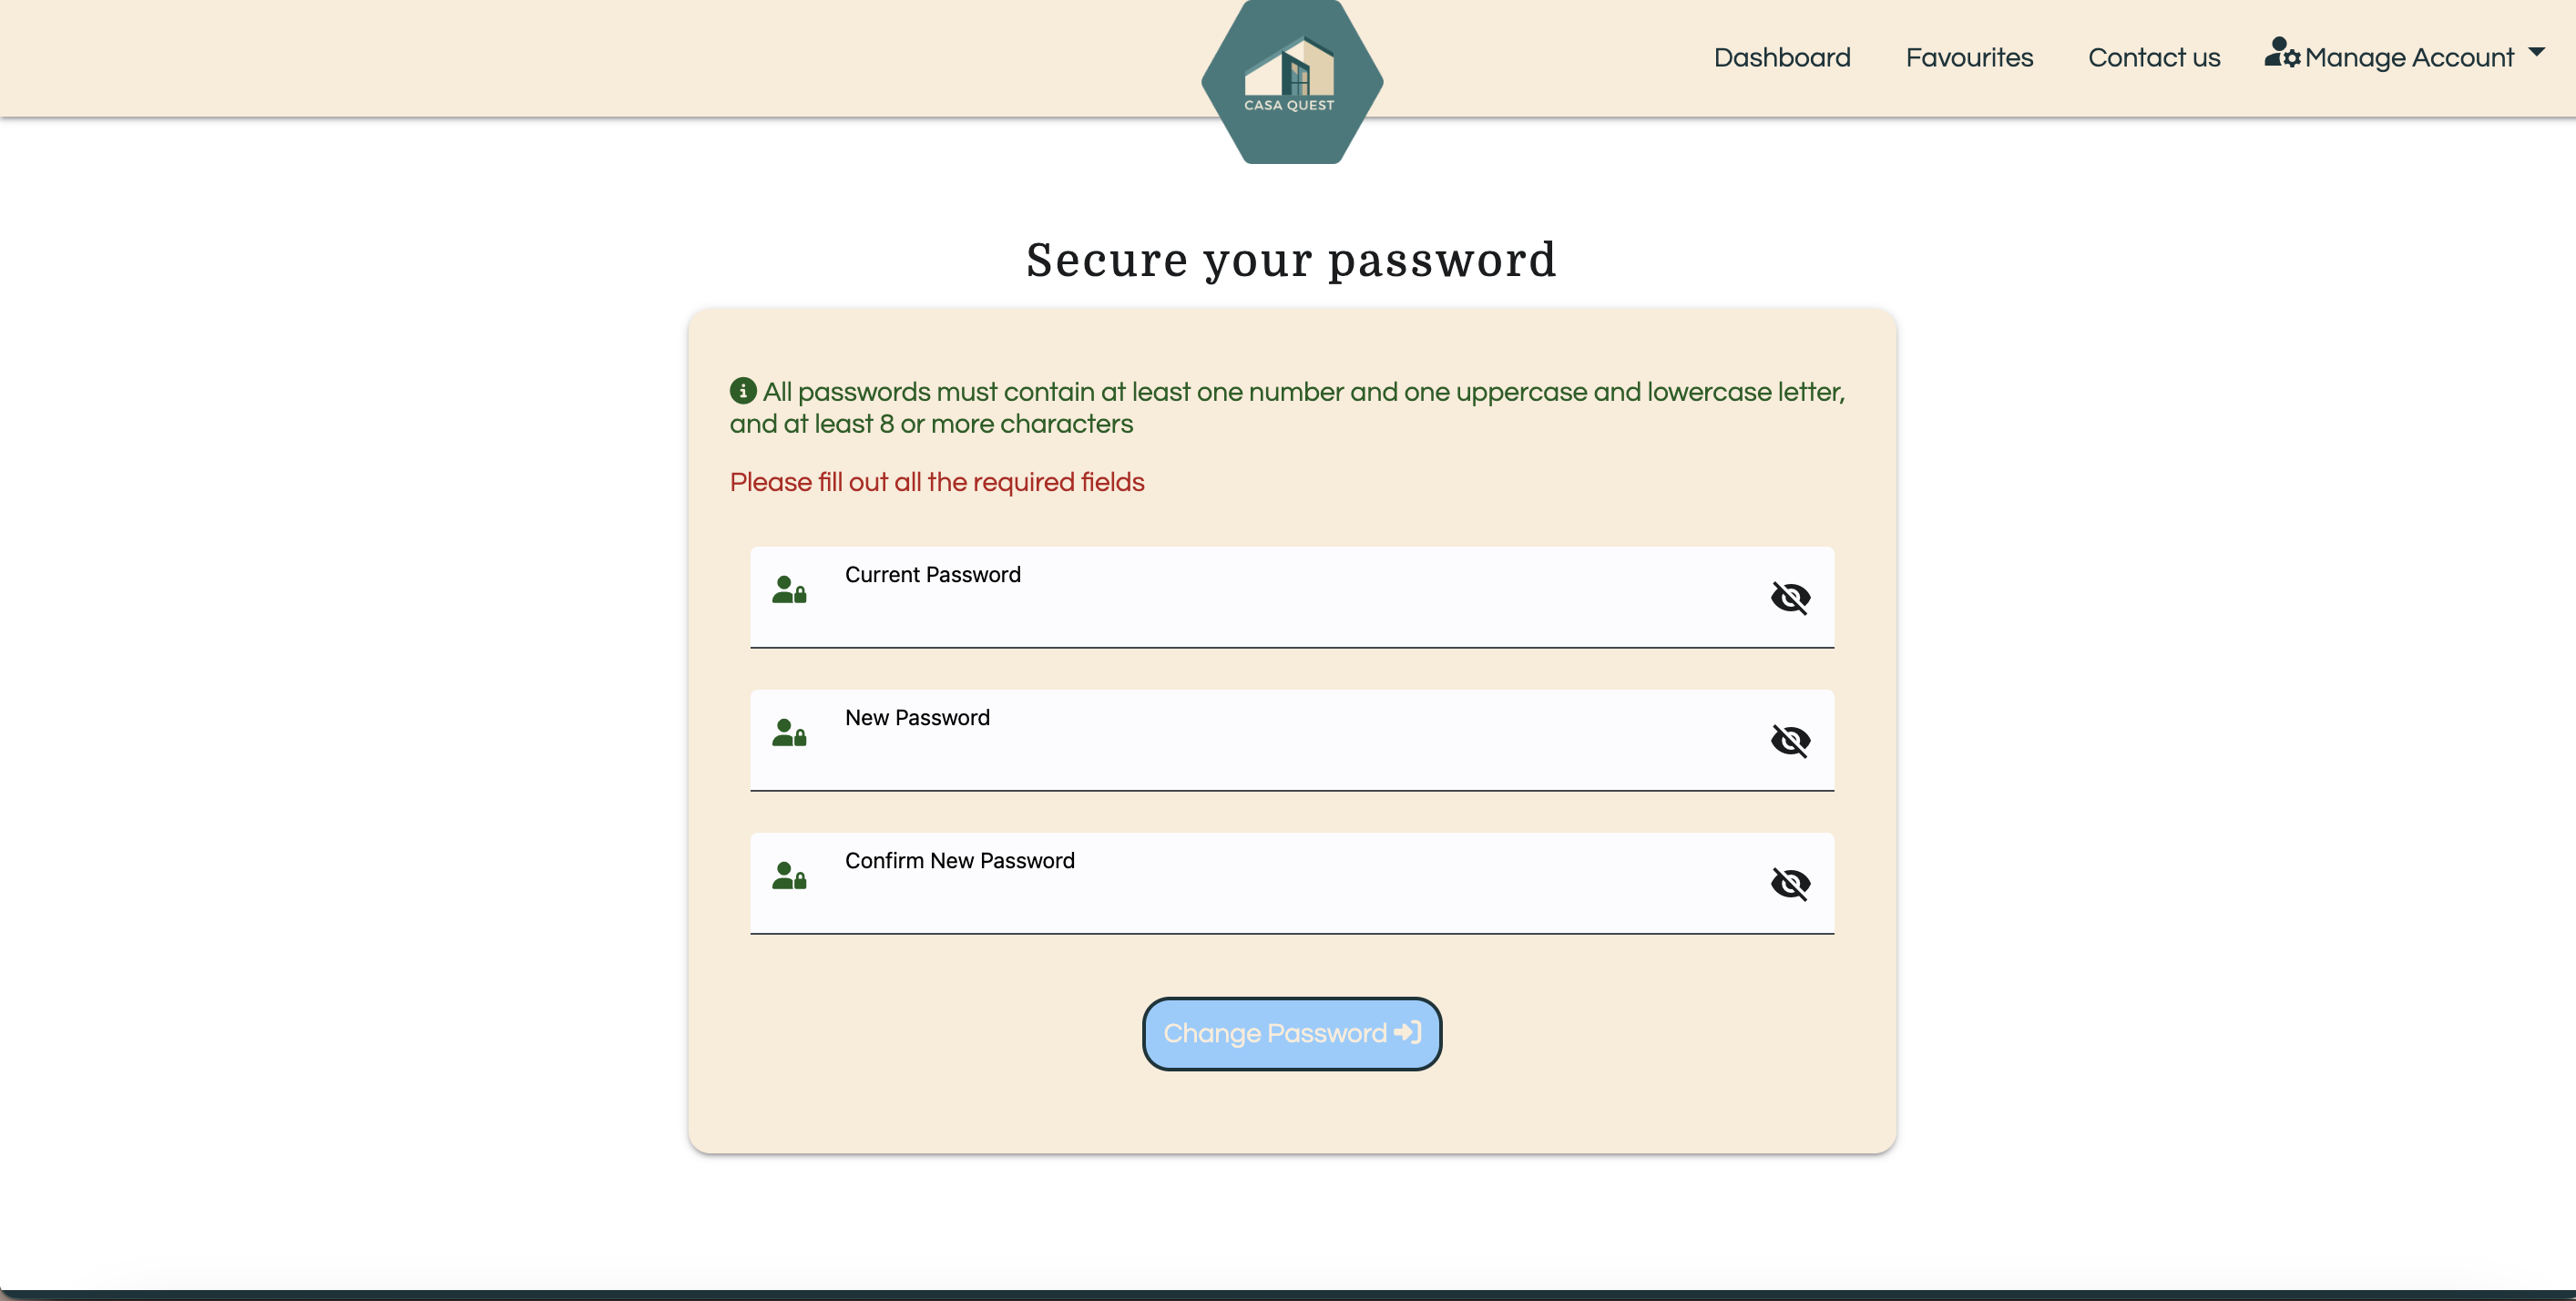 CASA QUEST
Dashboard Favourites Contact us Manage Account
Secure your password
All passwords must contain at least one number and one uppercase and lowercase letter,
and at least 8 or more characters
Please fill out all the required fields
Current Password
New Password
Confirm New Password
Change Password